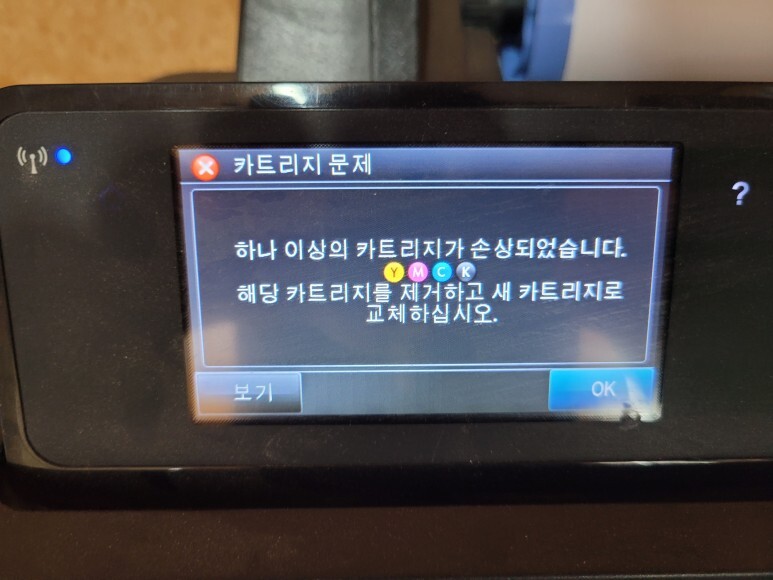 카트리지 문제
?
하나 이상의 카트리지가 손상되었습니다.
Y M C K
해당 카트리지를 제거하고 새 카트리지로
교체하십시오.
보기
OK